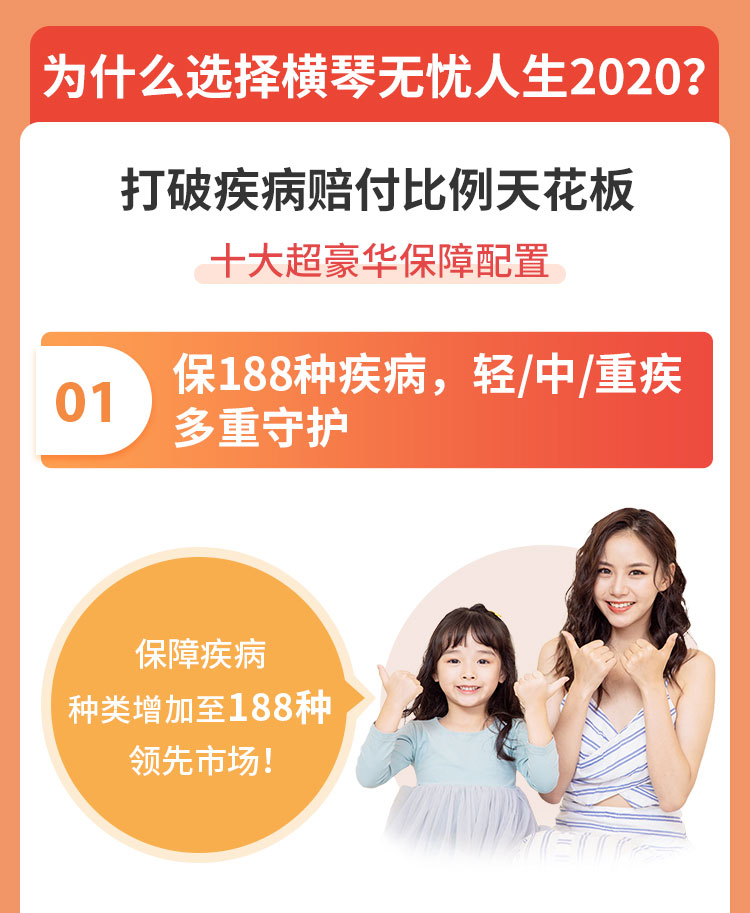 为什么选择横琴无忧人生2020?
打破疾病赔付比例天花板
十大超豪华保障配置
01
保188种疾病，轻/中/重疾
多重守护
保障疾病
种类增加至188种
领先市场!